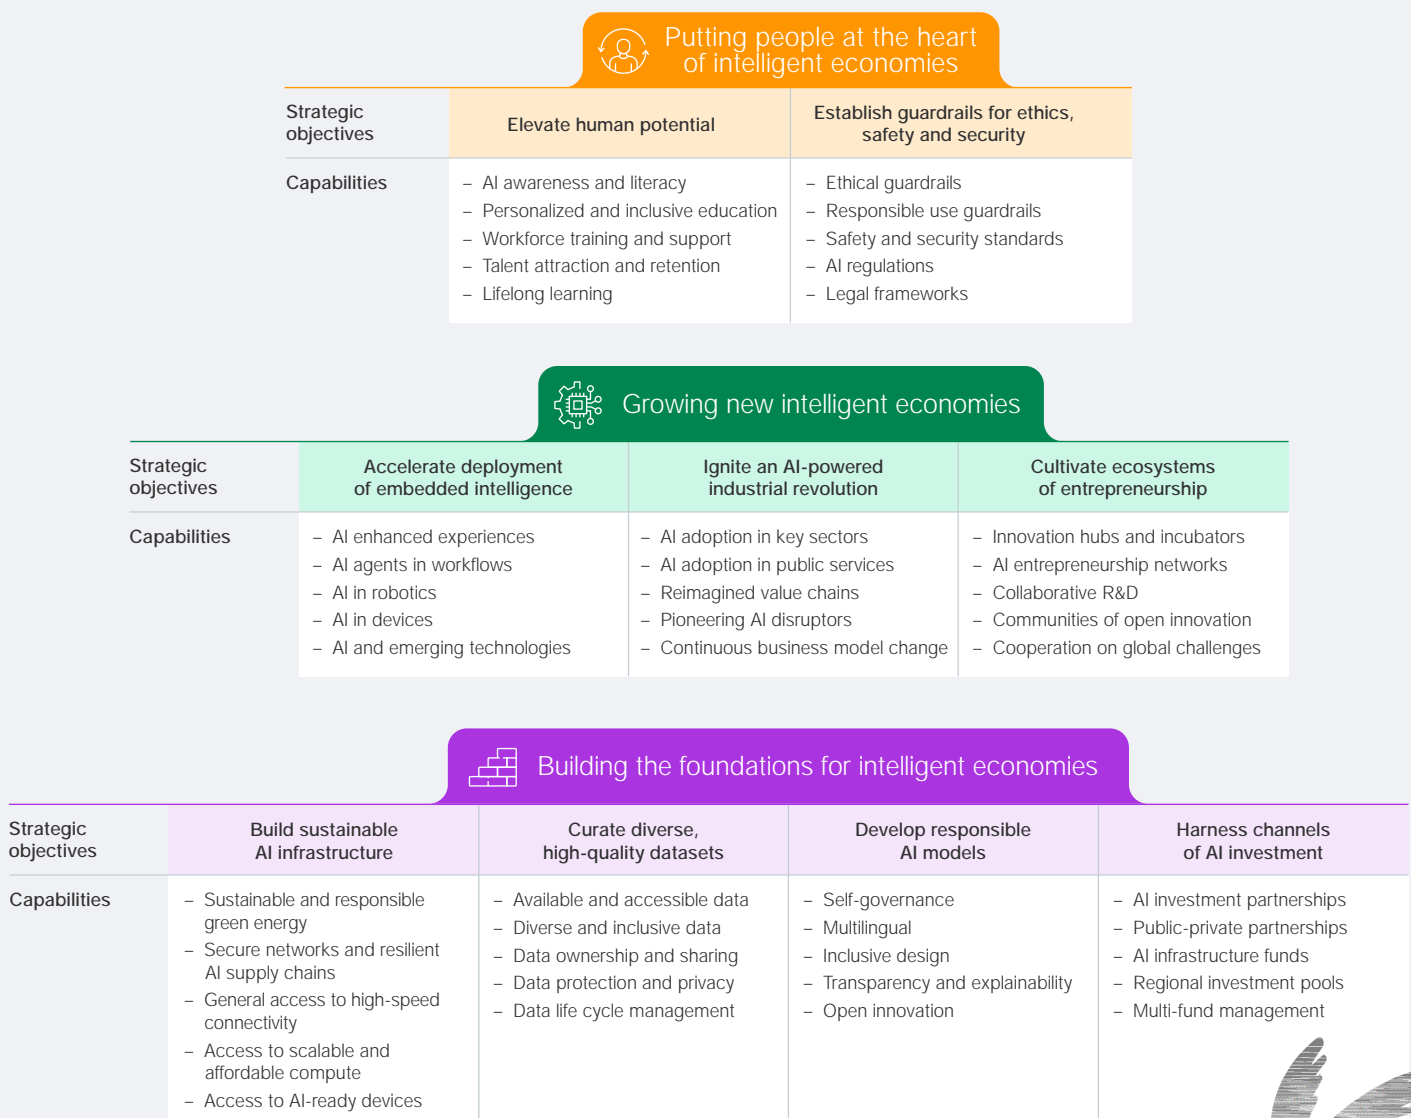 Putting people at the heart
of intelligent economies
Strategic
objectives
Elevate human potential
Establish guardrails for ethics,
safety and security
Capabilities
– AI awareness and literacy
– Personalized and inclusive education
– Workforce training and support
– Talent attraction and retention
– Lifelong learning
– Ethical guardrails
– Responsible use guardrails
– Safety and security standards
– AI regulations
– Legal frameworks
Growing new intelligent economies
Strategic
objectives
Accelerate deployment
of embedded intelligence
Ignite an AI-powered
industrial revolution
Cultivate ecosystems
of entrepreneurship
Capabilities
– AI enhanced experiences
– AI agents in workflows
– AI in robotics
– AI in devices
– AI and emerging technologies
– AI adoption in key sectors
– AI adoption in public services
– Reimagined value chains
– Pioneering AI disruptors
– Continuous business model change
– Innovation hubs and incubators
– AI entrepreneurship networks
– Collaborative R&D
– Communities of open innovation
– Cooperation on global challenges
Building the foundations for intelligent economies
Strategic
objectives
Build sustainable
AI infrastructure
Curate diverse,
high-quality datasets
Develop responsible
AI models
Harness channels
of AI investment
Capabilities
– Sustainable and responsible
green energy
– Secure networks and resilient
AI supply chains
– General access to high-speed
connectivity
– Access to scalable and
affordable compute
– Access to AI-ready devices
– Available and accessible data
– Diverse and inclusive data
– Data ownership and sharing
– Data protection and privacy
– Data life cycle management
– Self-governance
– Multilingual
– Inclusive design
– Transparency and explainability
– Open innovation
– AI investment partnerships
– Public-private partnerships
– AI infrastructure funds
– Regional investment pools
– Multi-fund management